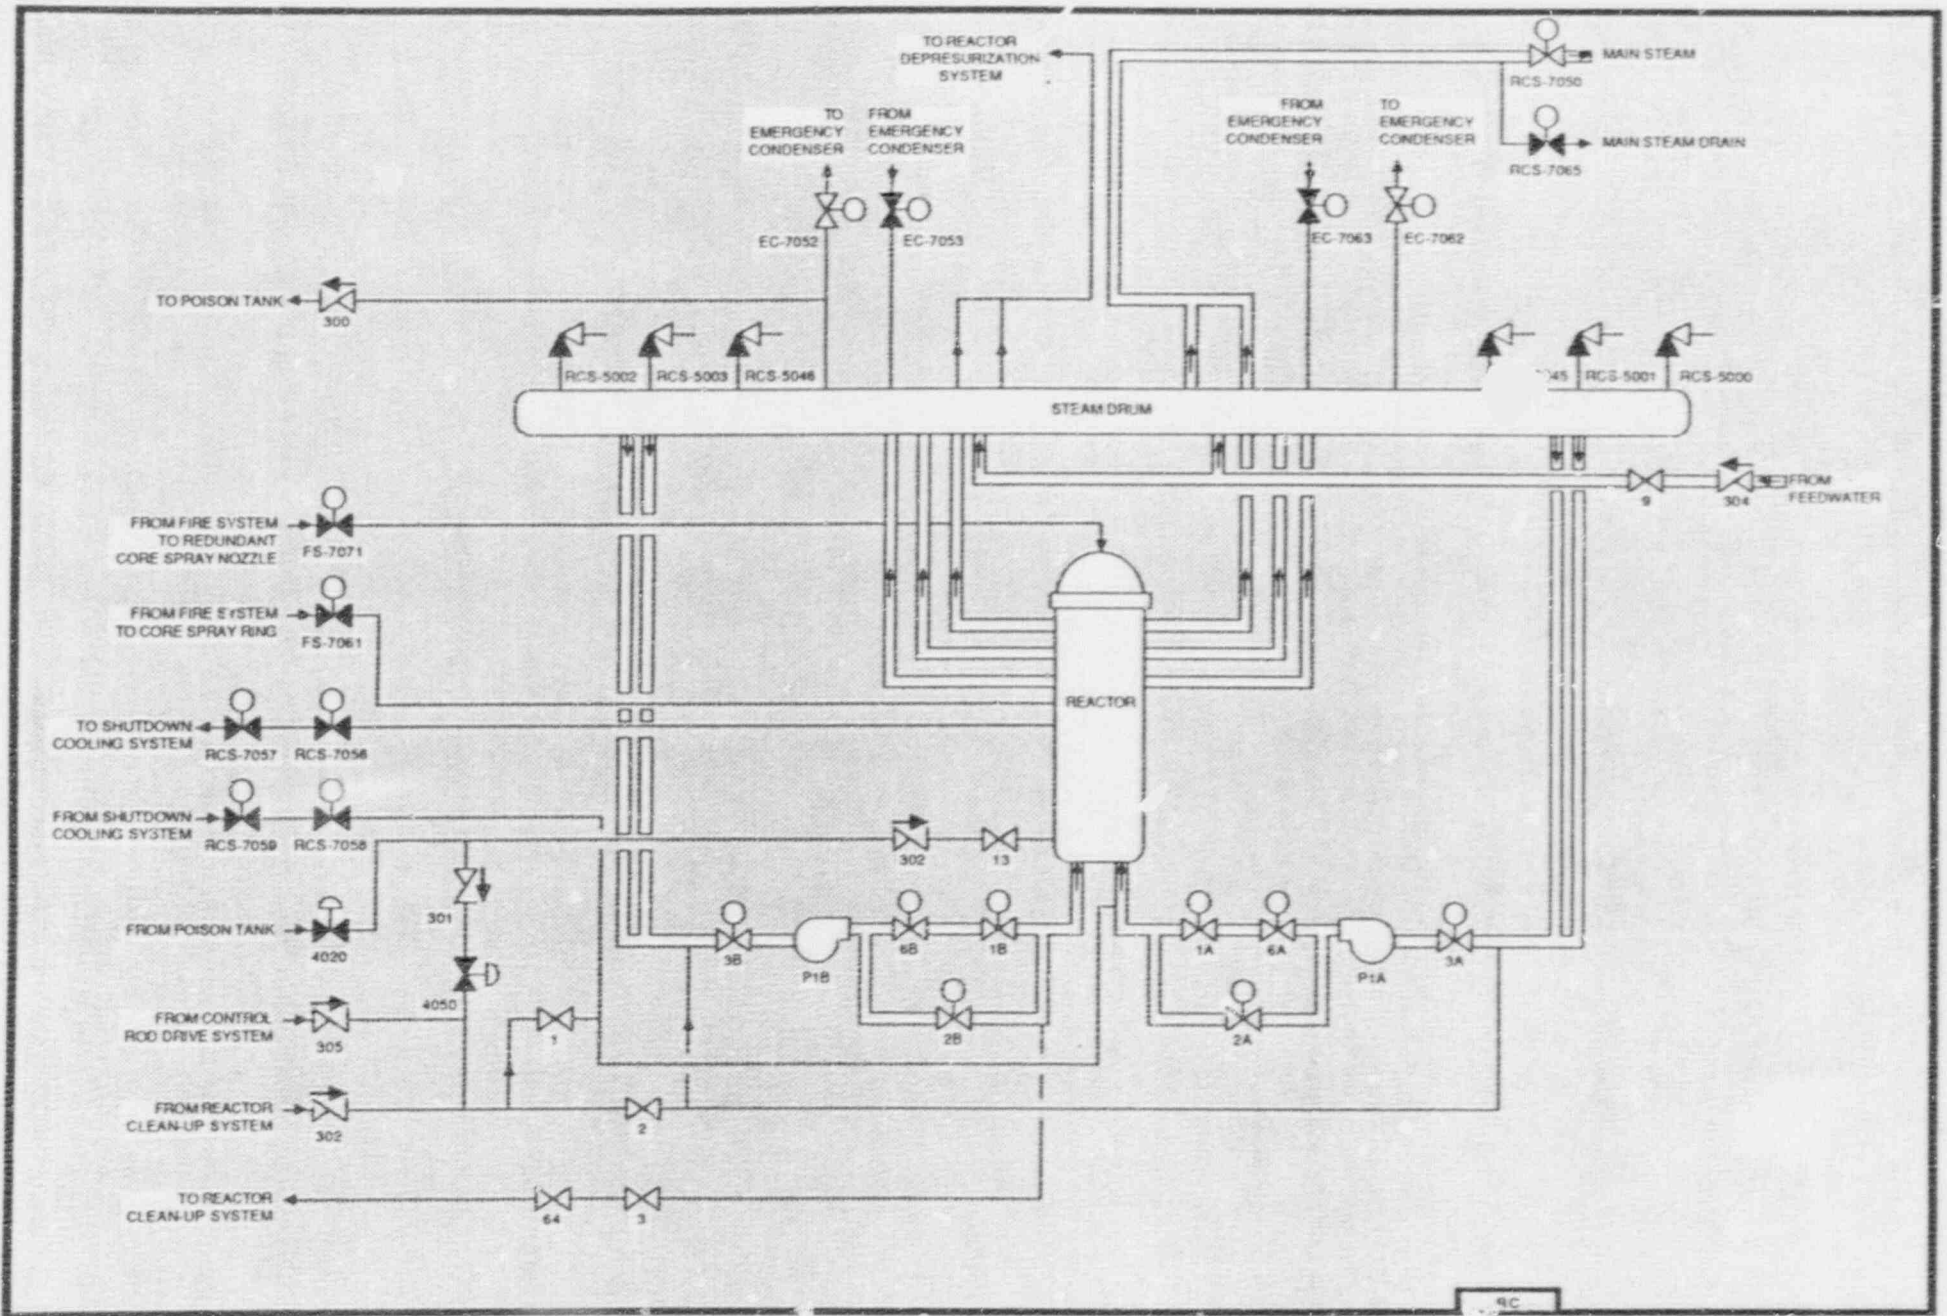 TO REACTOR
DEPRESURIZATION
SYSTEM
MAIN STEAM
RCS-7050
MAIN STEAM DRAIN
RCS-7065
TO
EMERGENCY
CONDENSER
FROM
EMERGENCY
CONDENSER
FROM
EMERGENCY
CONDENSER
TO
EMERGENCY
CONDENSER
EC-7052
EC-7053
EC-7063
EC-7062
TO POISON TANK
300
RCS-5002
RCS-5003
RCS-5046
045
RCS-5001
RCS-5000
STEAM DRUM
FROM
FEEDWATER
9
304
FROM FIRE SYSTEM
TO REDUNDANT
CORE SPRAY NOZZLE
FS-7071
FROM FIRE SYSTEM
TO CORE SPRAY RING
FS-7061
REACTOR
TO SHUTDOWN
COOLING SYSTEM
RCS-7057
RCS-7056
FROM SHUTDOWN
COOLING SYSTEM
RCS-7059
RCS-7058
302
13
FROM POISON TANK
4020
301
3B
P1B
6B
1B
1A
6A
P1A
3A
4050
FROM CONTROL
ROD DRIVE SYSTEM
305
1
2B
2A
FROM REACTOR
CLEAN-UP SYSTEM
302
2
TO REACTOR
CLEAN-UP SYSTEM
64
3